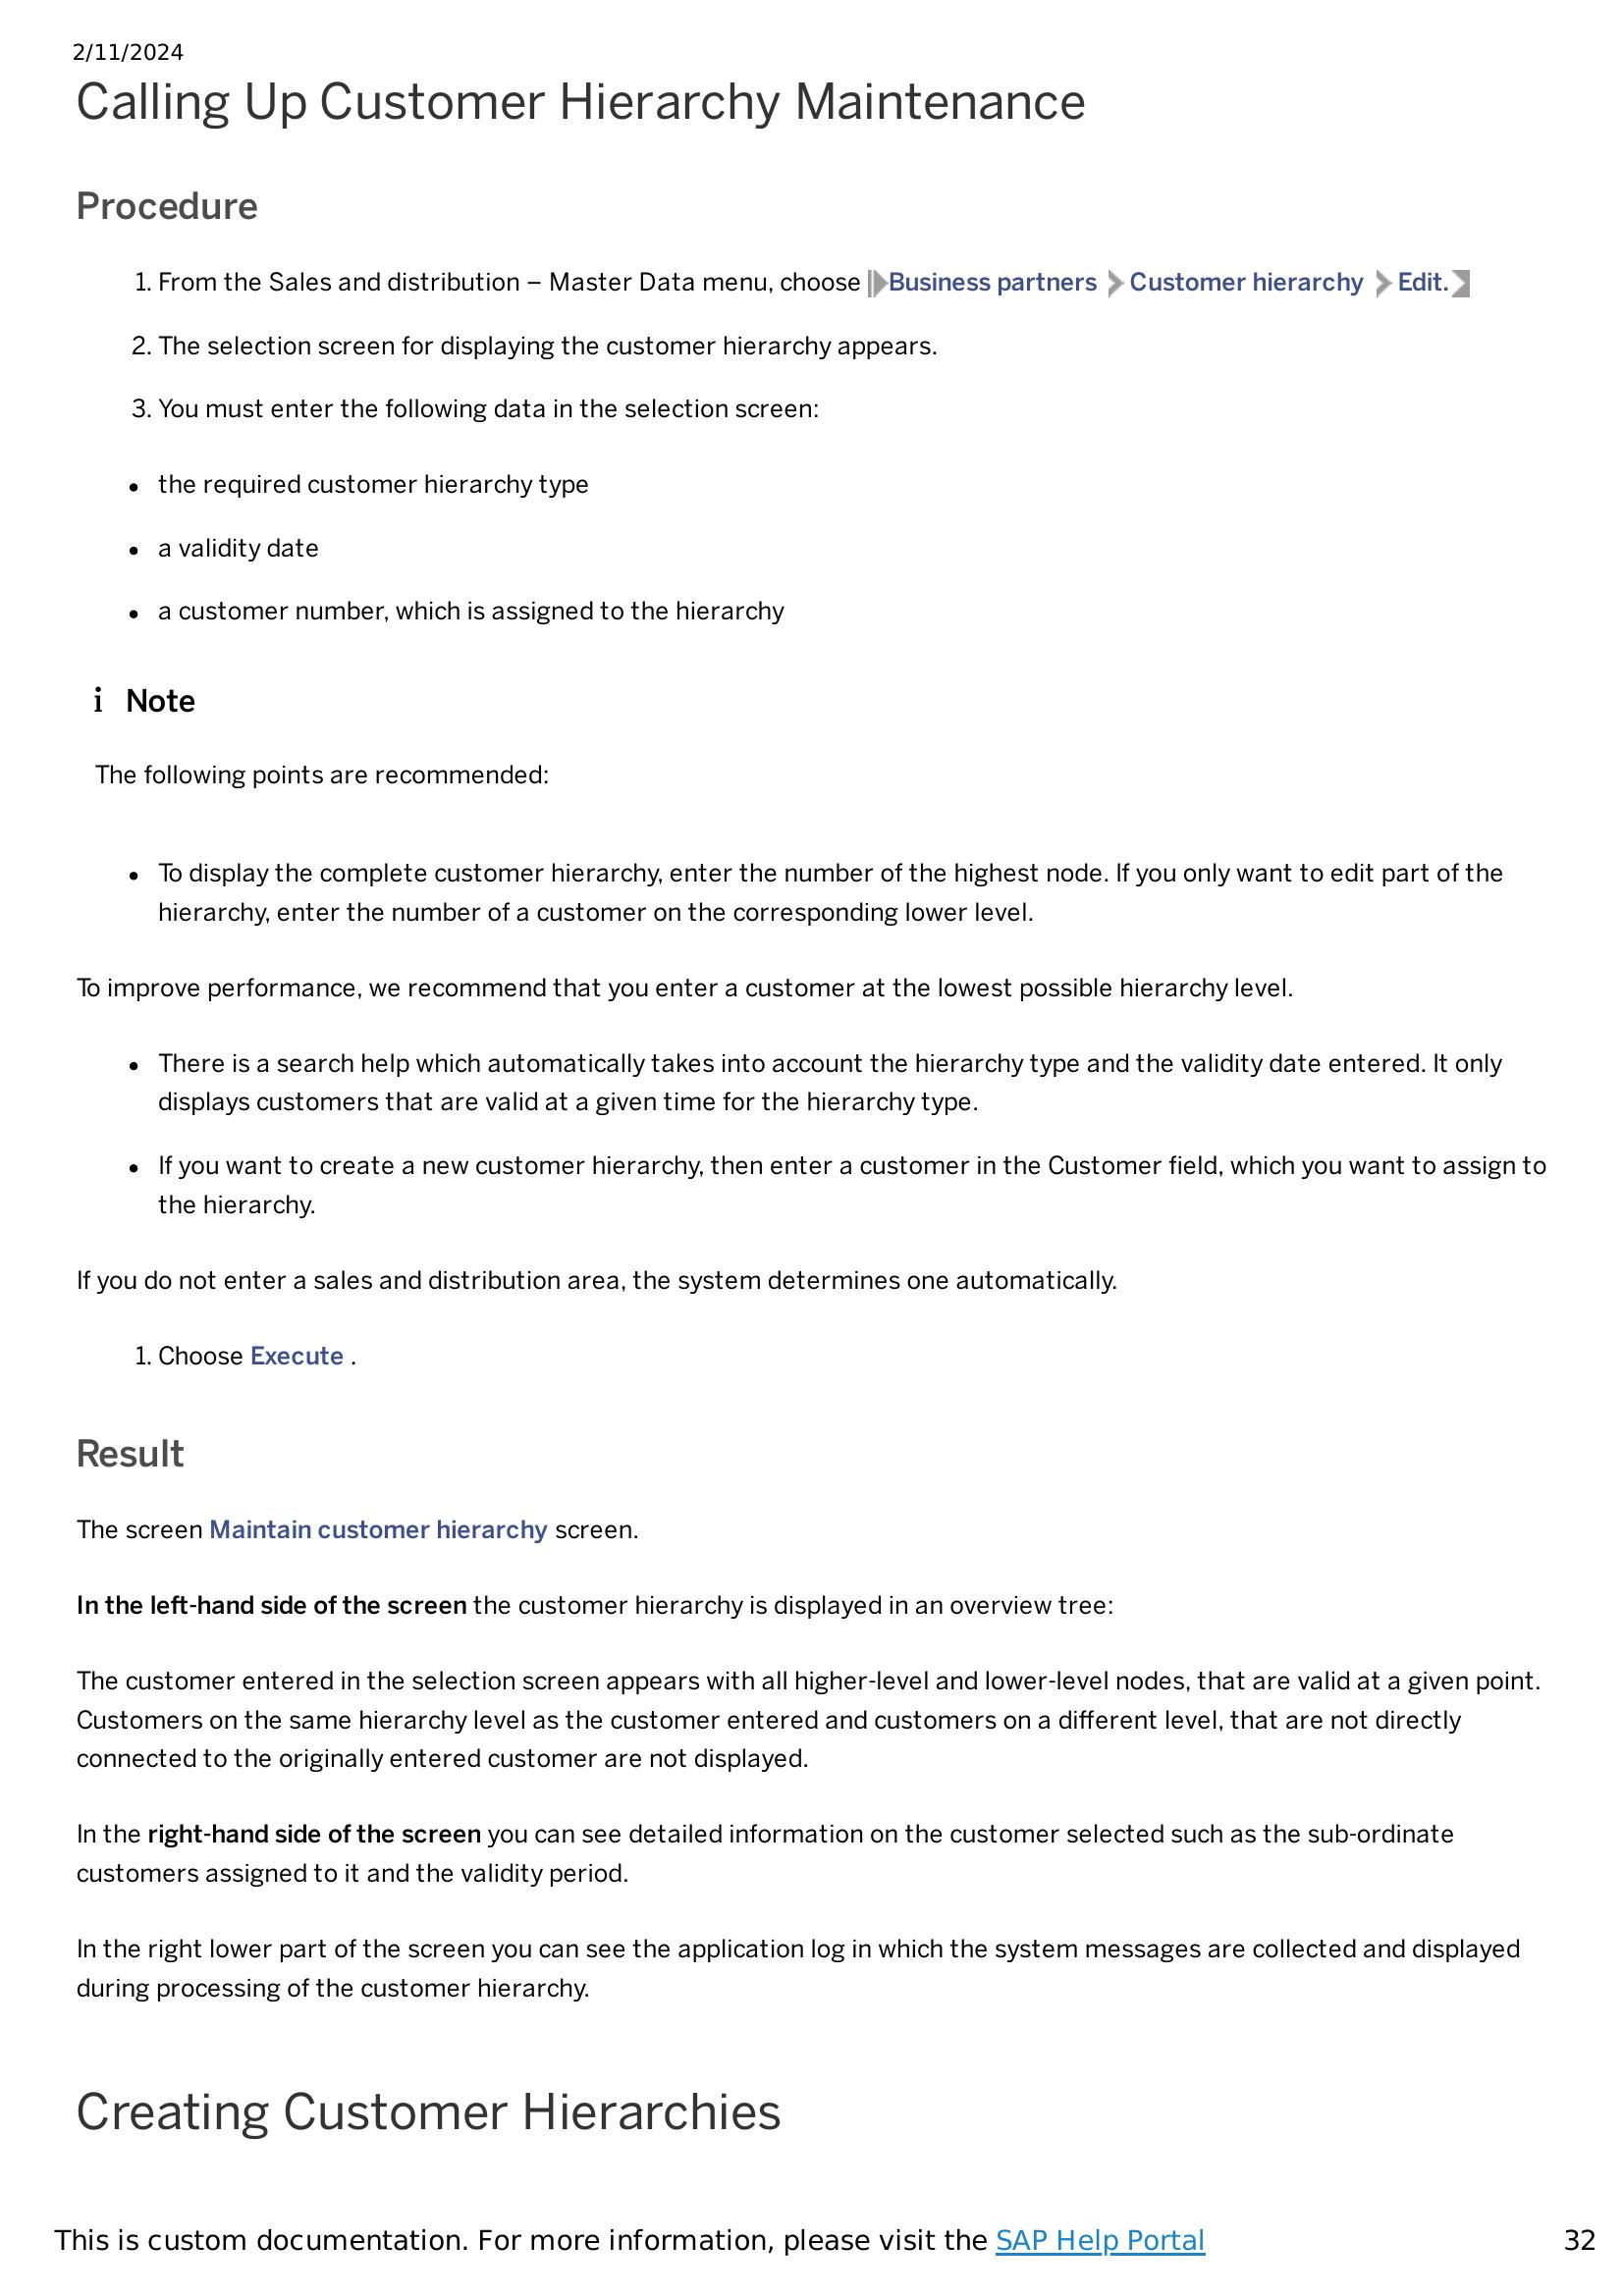 2/11/2024
Calling Up Customer Hierarchy Maintenance
Procedure
1. From the Sales and distribution – Master Data menu, choose Business partners Customer hierarchy Edit.
2. The selection screen for displaying the customer hierarchy appears.
3. You must enter the following data in the selection screen:
• the required customer hierarchy type
• a validity date
• a customer number, which is assigned to the hierarchy
i Note
The following points are recommended:
• To display the complete customer hierarchy, enter the number of the highest node. If you only want to edit part of the
hierarchy, enter the number of a customer on the corresponding lower level.
To improve performance, we recommend that you enter a customer at the lowest possible hierarchy level.
• There is a search help which automatically takes into account the hierarchy type and the validity date entered. It only
displays customers that are valid at a given time for the hierarchy type.
• If you want to create a new customer hierarchy, then enter a customer in the Customer field, which you want to assign to
the hierarchy.
If you do not enter a sales and distribution area, the system determines one automatically.
1. Choose Execute .
Result
The screen Maintain customer hierarchy screen.
In the left-hand side of the screen the customer hierarchy is displayed in an overview tree:
The customer entered in the selection screen appears with all higher-level and lower-level nodes, that are valid at a given point.
Customers on the same hierarchy level as the customer entered and customers on a different level, that are not directly
connected to the originally entered customer are not displayed.
In the right-hand side of the screen you can see detailed information on the customer selected such as the sub-ordinate
customers assigned to it and the validity period.
In the right lower part of the screen you can see the application log in which the system messages are collected and displayed
during processing of the customer hierarchy.
Creating Customer Hierarchies
This is custom documentation. For more information, please visit the SAP Help Portal
32